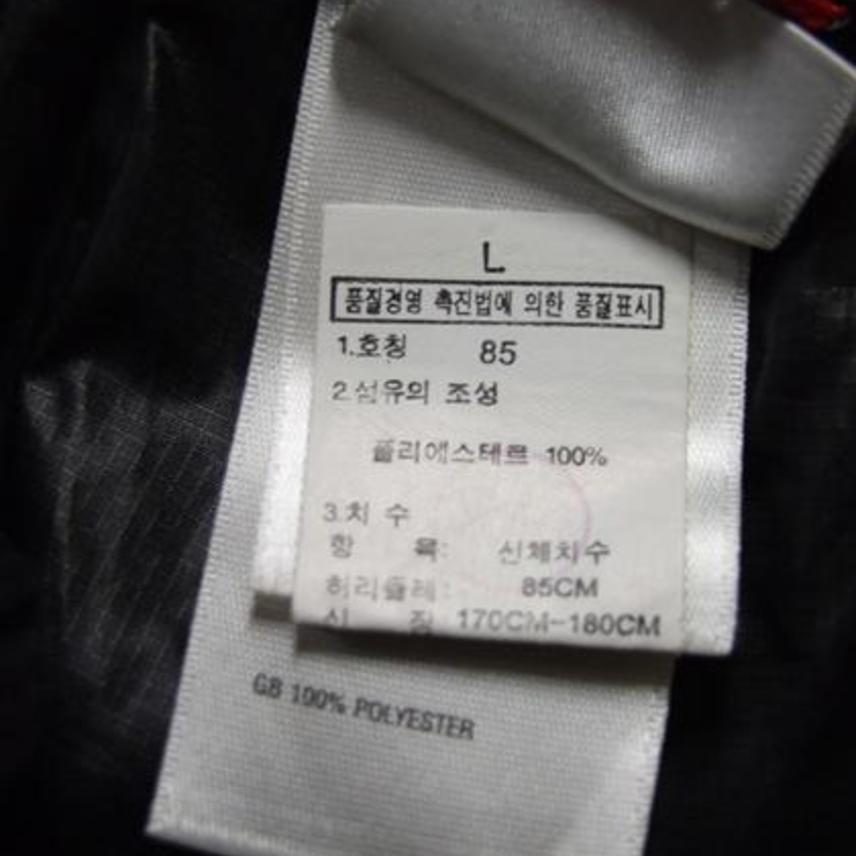 L
품질경영 촉진법에 의한 품질표시
1.호칭 85
2.섬유의 조성
폴리에스테르 100%
3.치 수
항 목: 신체치수
허리둘레: 85CM
신 장 170CM-180CM
GB 100% POLYESTER